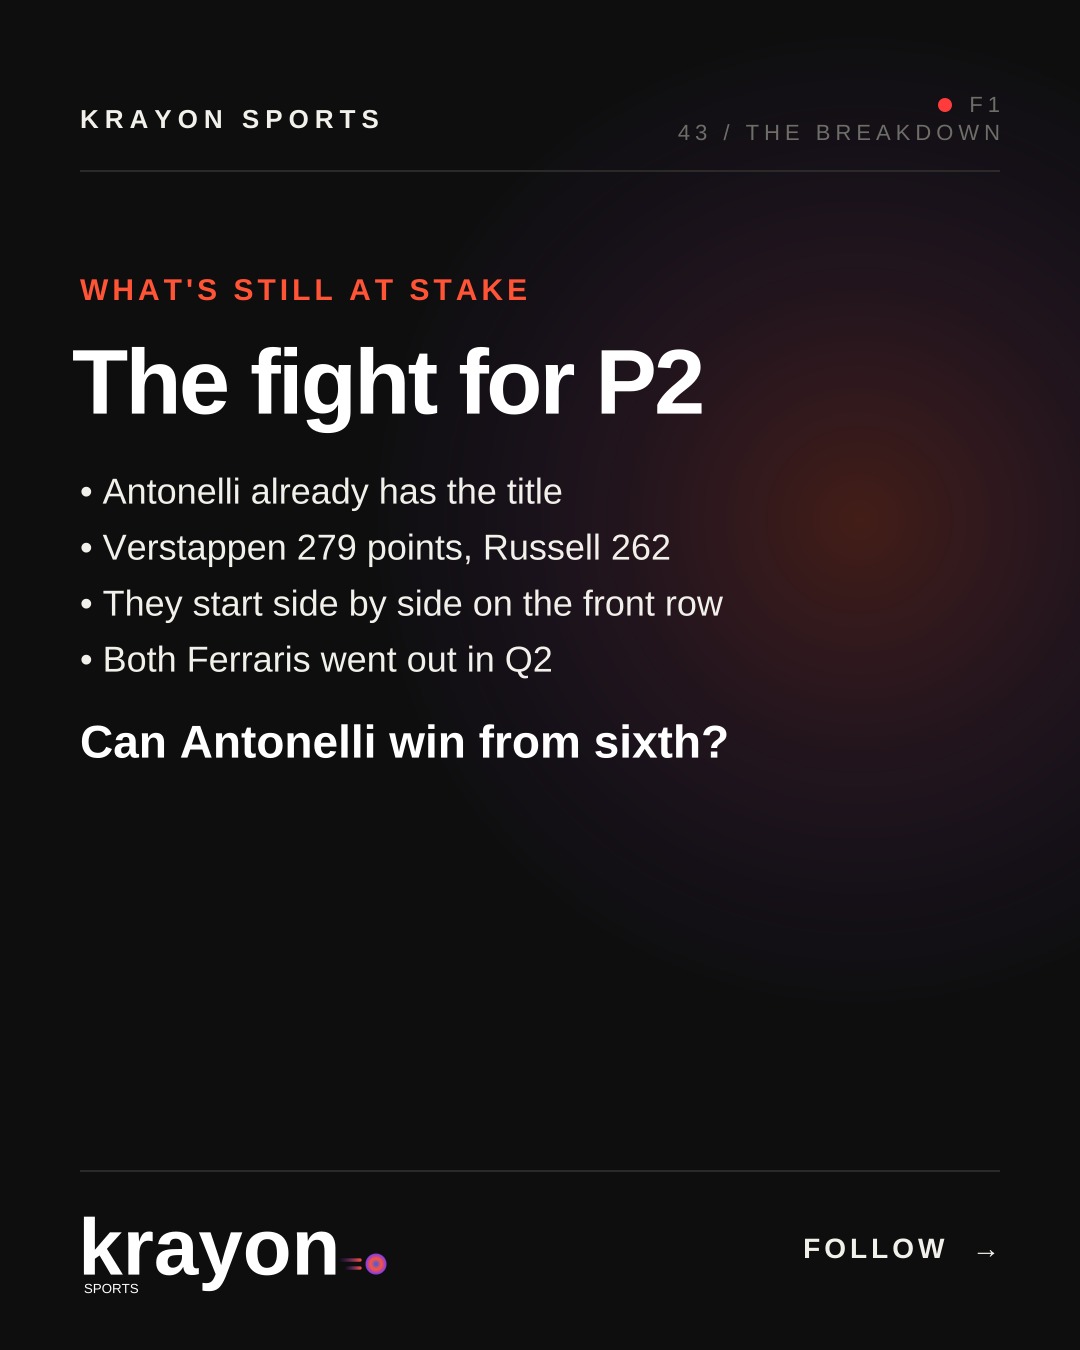 KRAYON SPORTS
● F1
43 / THE BREAKDOWN
WHAT'S STILL AT STAKE
The fight for P2
• Antonelli already has the title
• Verstappen 279 points, Russell 262
• They start side by side on the front row
• Both Ferraris went out in Q2
Can Antonelli win from sixth?
krayon
SPORTS
FOLLOW →